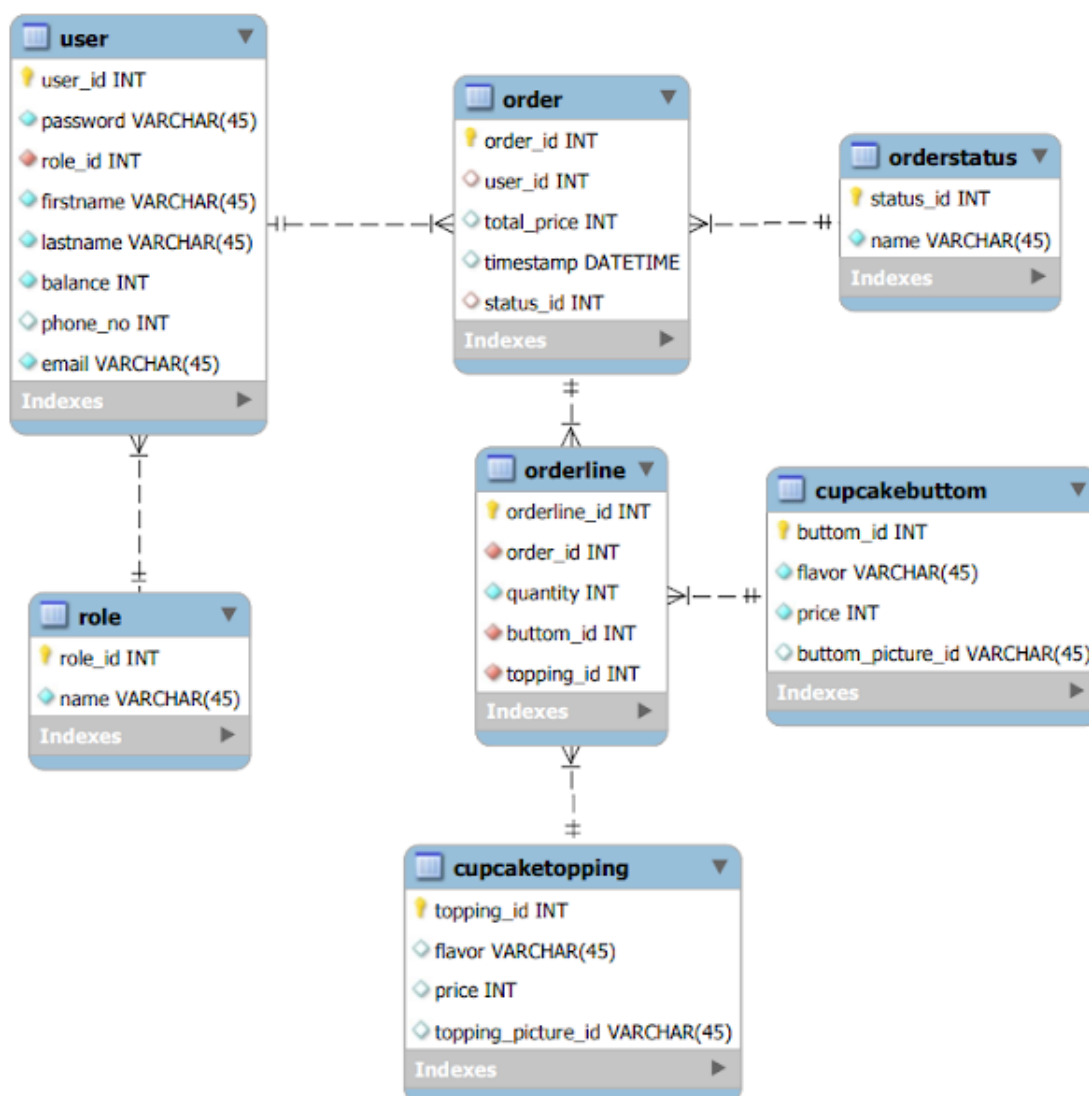 user
user_id INT
password VARCHAR(45)
role_id INT
firstname VARCHAR(45)
lastname VARCHAR(45)
balance INT
phone_no INT
email VARCHAR(45)
Indexes
order
order_id INT
user_id INT
total_price INT
timestamp DATETIME
status_id INT
Indexes
orderstatus
status_id INT
name VARCHAR(45)
Indexes
role
role_id INT
name VARCHAR(45)
Indexes
orderline
orderline_id INT
order_id INT
quantity INT
buttom_id INT
topping_id INT
Indexes
cupcakebuttom
buttom_id INT
flavor VARCHAR(45)
price INT
buttom_picture_id VARCHAR(45)
Indexes
cupcaketopping
topping_id INT
flavor VARCHAR(45)
price INT
topping_picture_id VARCHAR(45)
Indexes